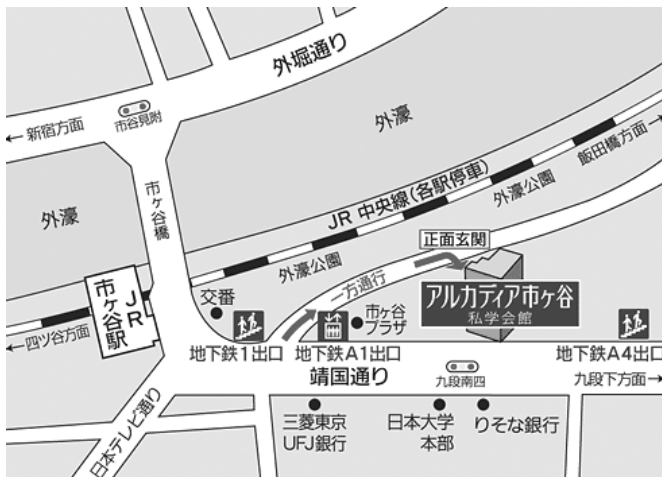 外堀通り
市谷見附
←新宿方面
外濠
飯田橋方面→
市ヶ谷橋
JR 中央線(各駅停車)
外濠公園
外濠
正面玄関
外濠公園
一方通行
アルカディア市ヶ谷
私学会館
JR
市ヶ谷駅
交番
市ヶ谷
プラザ
←四ツ谷方面
地下鉄1出口
地下鉄A1出口
地下鉄A4出口
靖国通り
九段南四
九段下方面→
日本テレビ通り
三菱東京
UFJ銀行
日本大学
本部
りそな銀行